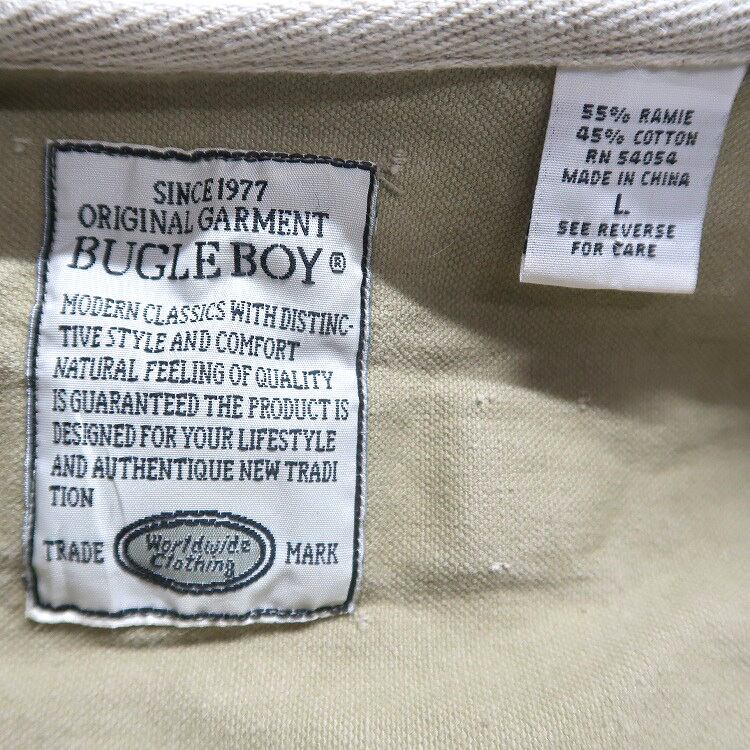 SINCE 1977
ORIGINAL GARMENT
BUGLE BOY ®
MODERN CLASSICS WITH DISTINC-
TIVE STYLE AND COMFORT
NATURAL FEELING OF QUALITY
IS GUARANTEED THE PRODUCT IS
DESIGNED FOR YOUR LIFESTYLE
AND AUTHENTIQUE NEW TRADI
TION
TRADE MARK
Worldwide
Clothing
55% RAMIE
45% COTTON
RN 54054
MADE IN CHINA
L.
SEE REVERSE
FOR CARE